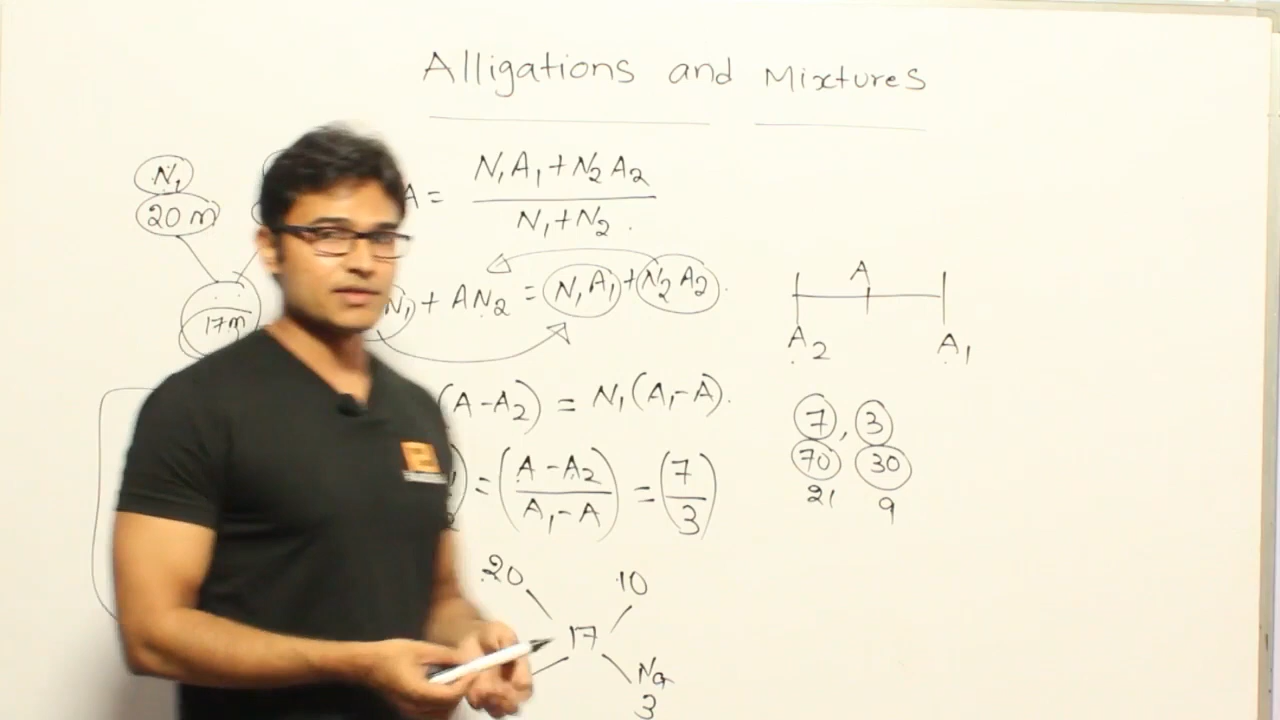 Alligations and Mixtures
N₁
20 m
17m
A = N₁A₁+N₂A₂ / N₁+N₂.
N₁ + AN₂ = N₁A₁ + N₂A₂.
(A-A₂) = N₁(A₁-A).
= (A-A₂ / A₁-A) = (7/3)
20 10
17
3
A
A₂ A₁
7, 3
70 30
21 9